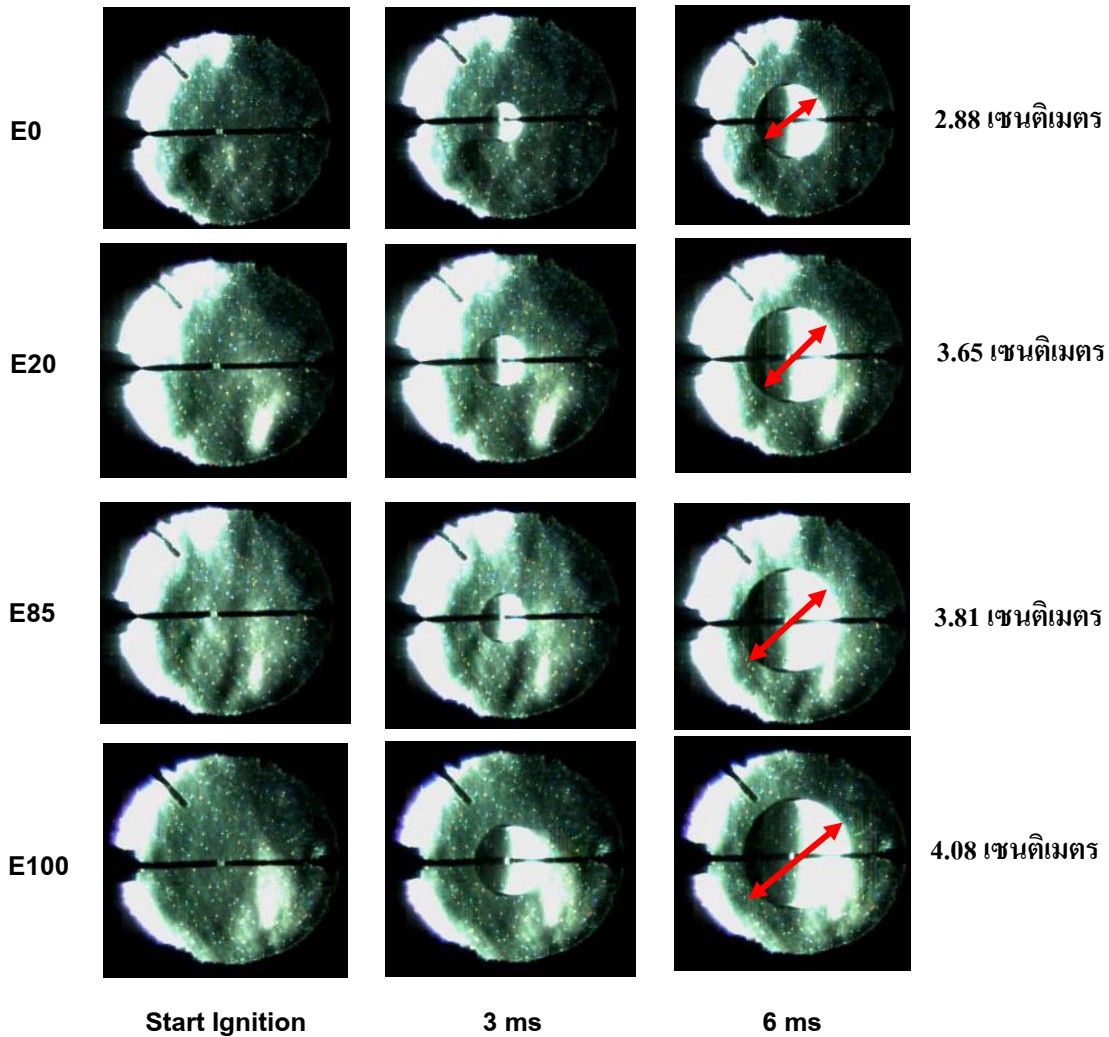 E0
2.88 เซนติเมตร
E20
3.65 เซนติเมตร
E85
3.81 เซนติเมตร
E100
4.08 เซนติเมตร
Start Ignition 3 ms 6 ms